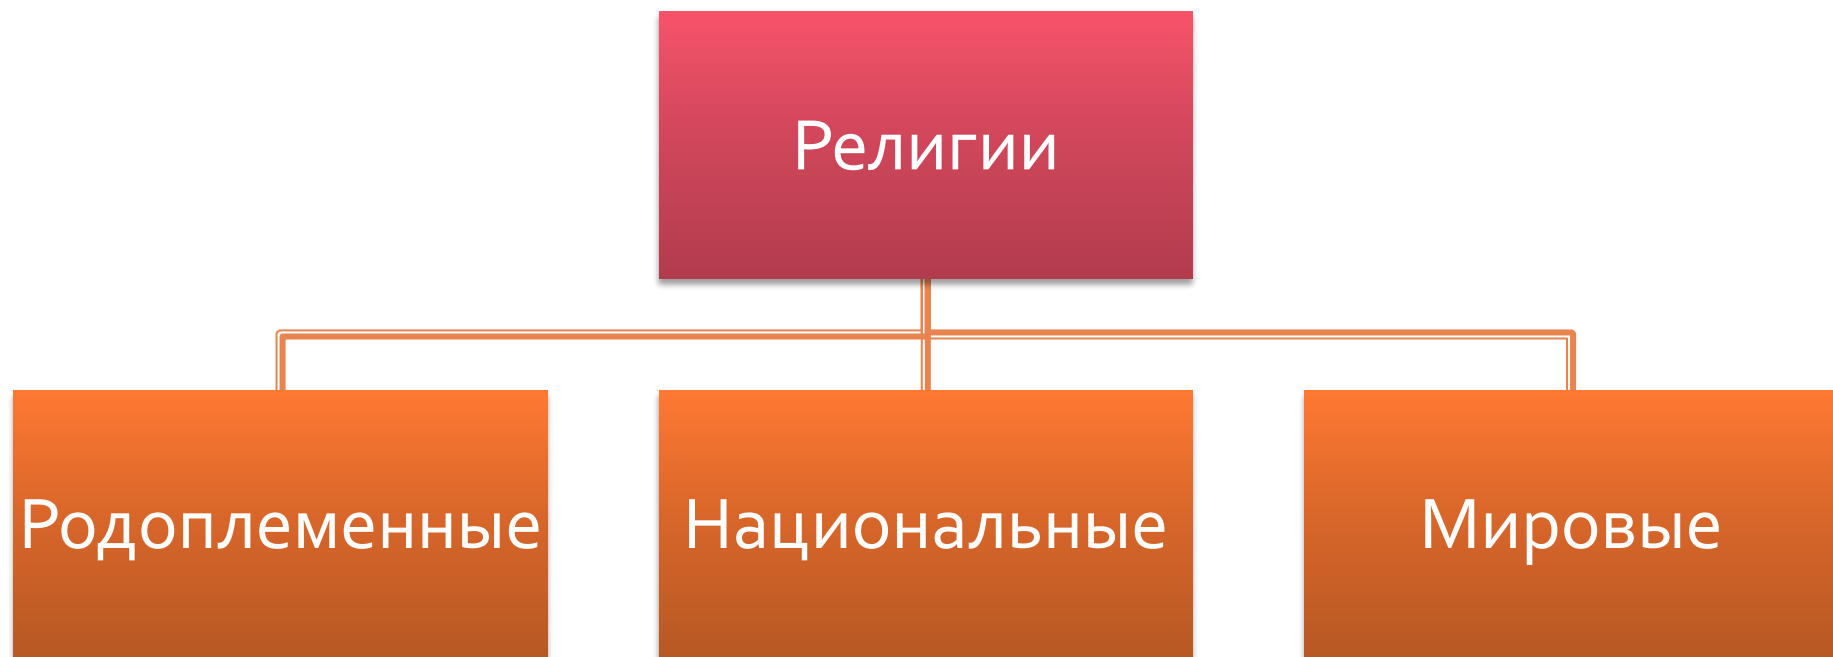 Религии
Родоплеменные
Национальные
Мировые